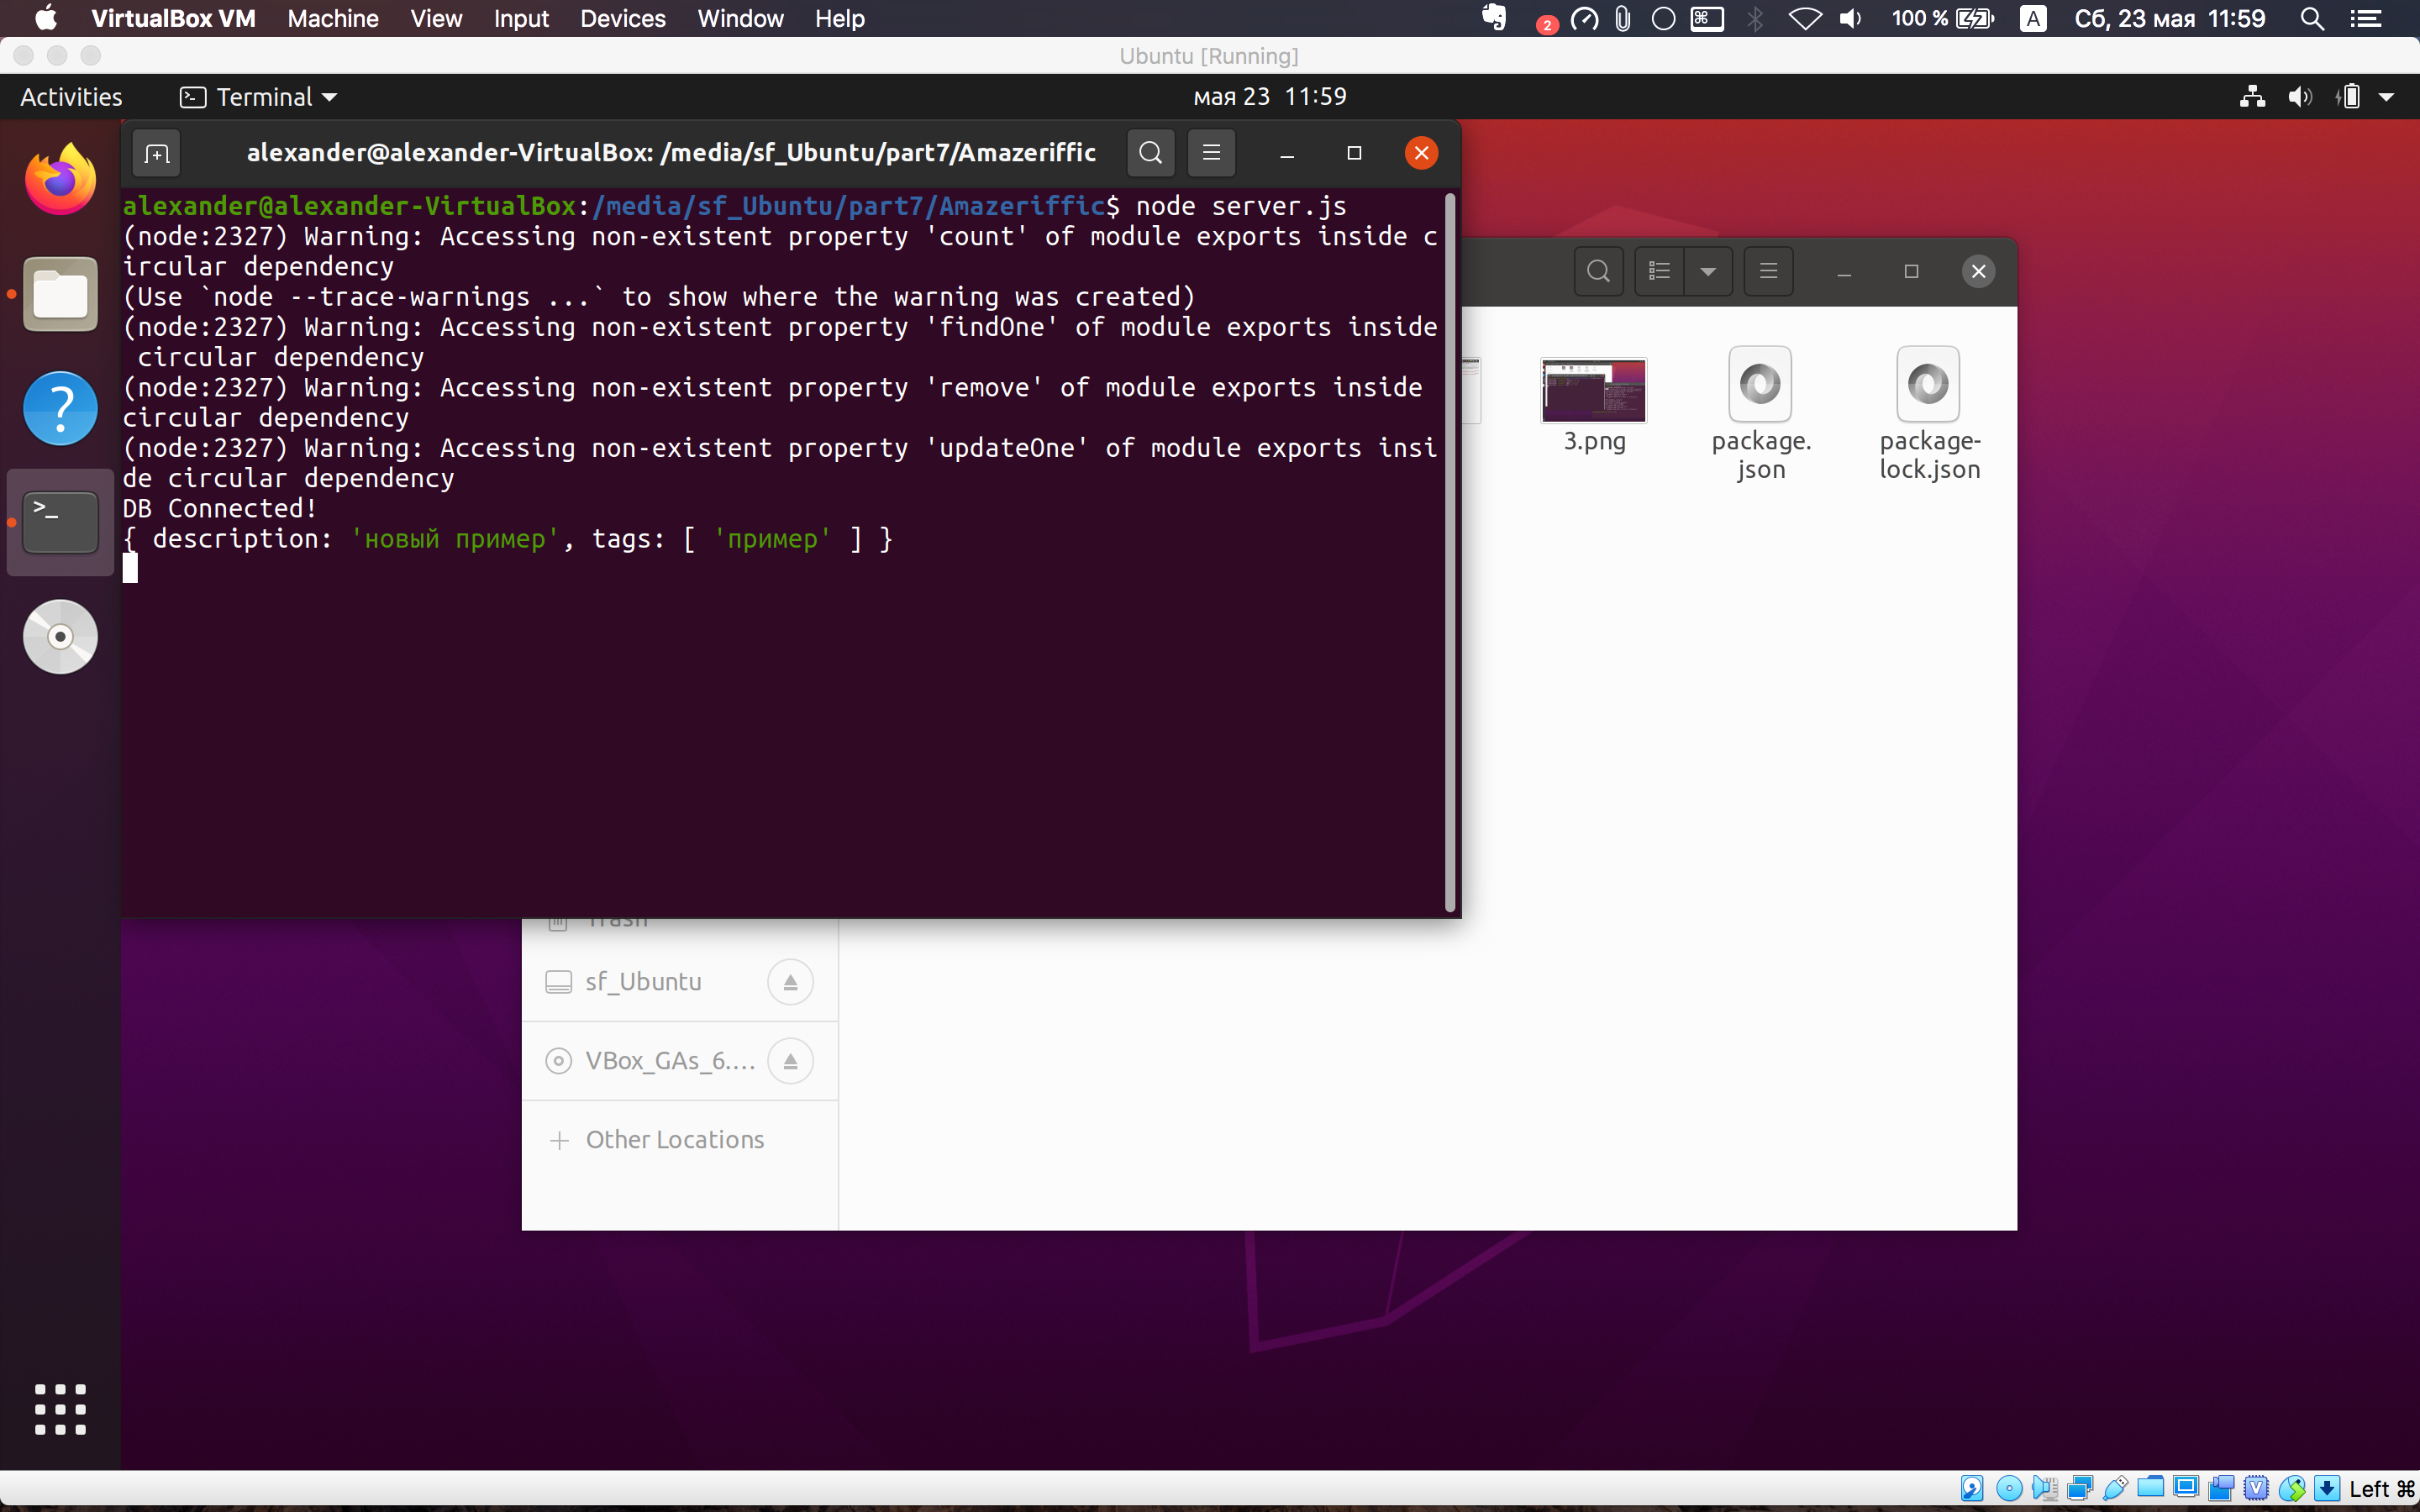 VirtualBox VM Machine View Input Devices Window Help 2 100 % A Сб, 23 мая 11:59
Ubuntu [Running]
Activities Terminal мая 23 11:59
alexander@alexander-VirtualBox: /media/sf_Ubuntu/part7/Amazeriffic
alexander@alexander-VirtualBox:/media/sf_Ubuntu/part7/Amazeriffic$ node server.js
(node:2327) Warning: Accessing non-existent property 'count' of module exports inside c
ircular dependency
(Use `node --trace-warnings ...` to show where the warning was created)
(node:2327) Warning: Accessing non-existent property 'findOne' of module exports inside
 circular dependency
(node:2327) Warning: Accessing non-existent property 'remove' of module exports inside
circular dependency
(node:2327) Warning: Accessing non-existent property 'updateOne' of module exports insi
de circular dependency
DB Connected!
{ description: 'новый пример', tags: [ 'пример' ] }
3.png
package.
json
package-
lock.json
Trash
sf_Ubuntu
VBox_GAs_6....
Other Locations
Left ⌘